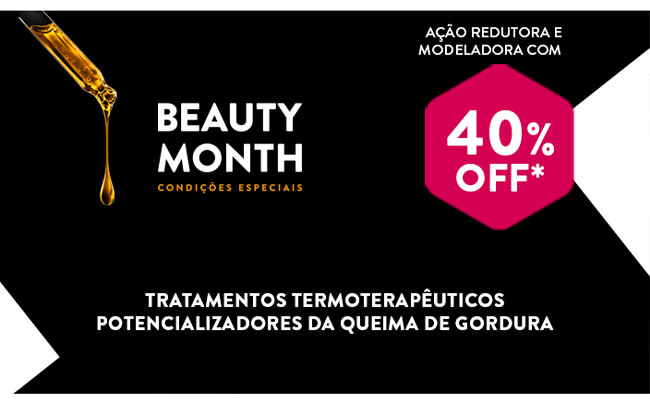 AÇÃO REDUTORA E
MODELADORA COM
40%
OFF*
BEAUTY
MONTH
CONDIÇÕES ESPECIAIS
TRATAMENTOS TERMOTERAPÊUTICOS
POTENCIALIZADORES DA QUEIMA DE GORDURA